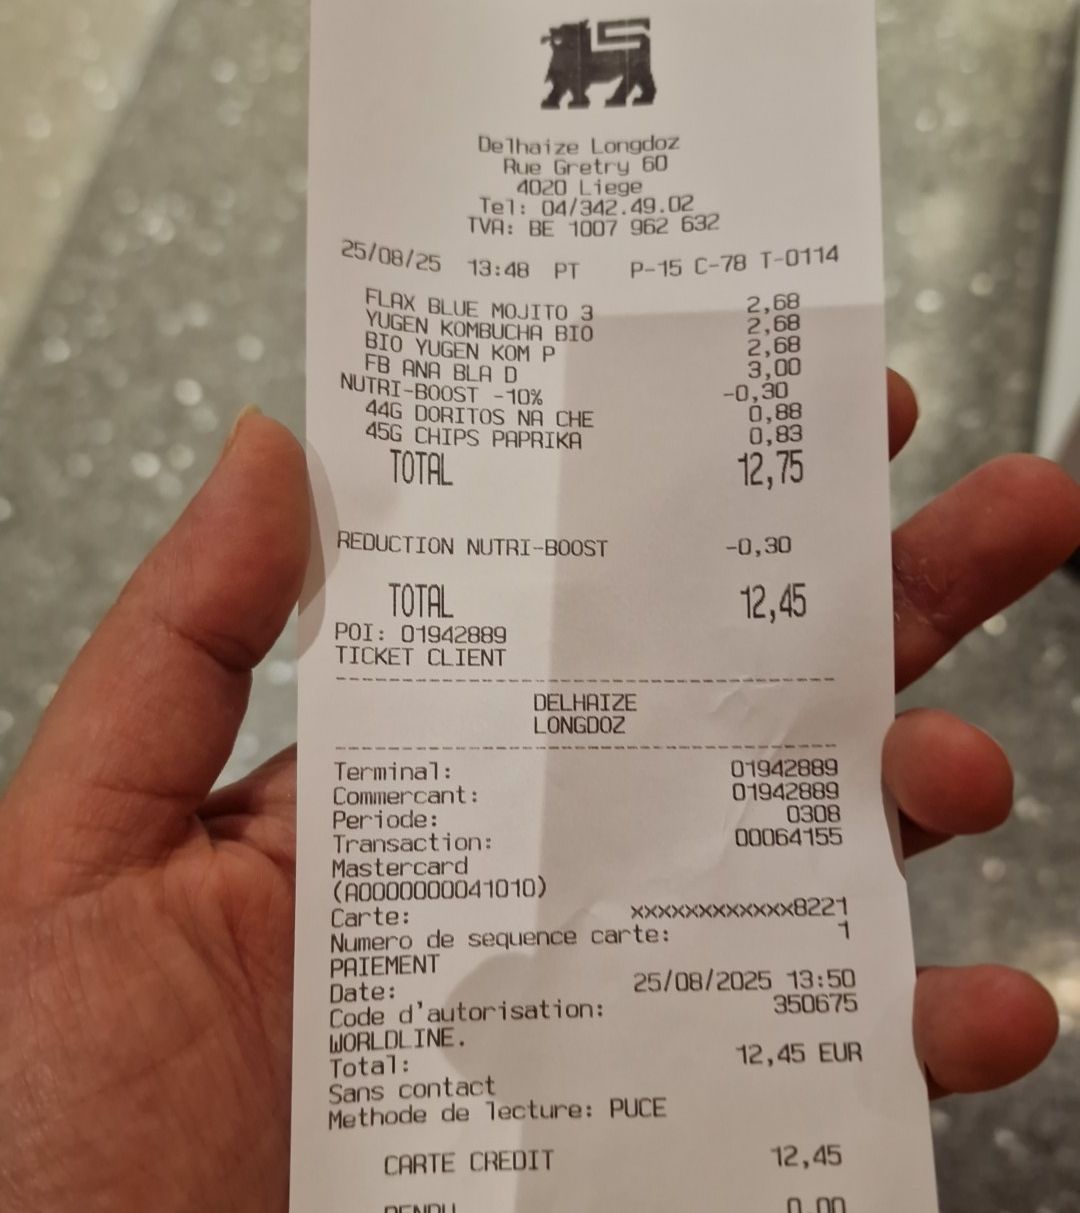 Delhaize Longdoz
Rue Gretry 60
4020 Liege
Tel: 04/342.49.02
TVA: BE 1007 962 632
25/08/25 13:48 PT P-15 C-78 T-0114
FLAX BLUE MOJITO 3 2,68
YUGEN KOMBUCHA BIO 2,68
BIO YUGEN KOM P 2,68
FB ANA BLA D 3,00
NUTRI-BOOST -10% -0,30
44G DORITOS NA CHE 0,88
45G CHIPS PAPRIKA 0,83
TOTAL 12,75
REDUCTION NUTRI-BOOST -0,30
TOTAL 12,45
POI: 01942889
TICKET CLIENT
DELHAIZE
LONGDOZ
Terminal: 01942889
Commercant: 01942889
Periode: 0308
Transaction: 00064155
Mastercard
(A0000000041010)
Carte: xxxxxxxxxxxx8221
Numero de sequence carte: 1
PAIEMENT
Date: 25/08/2025 13:50
Code d'autorisation: 350675
WORLDLINE.
Total: 12,45 EUR
Sans contact
Methode de lecture: PUCE
CARTE CREDIT 12,45
RENDU 0,00